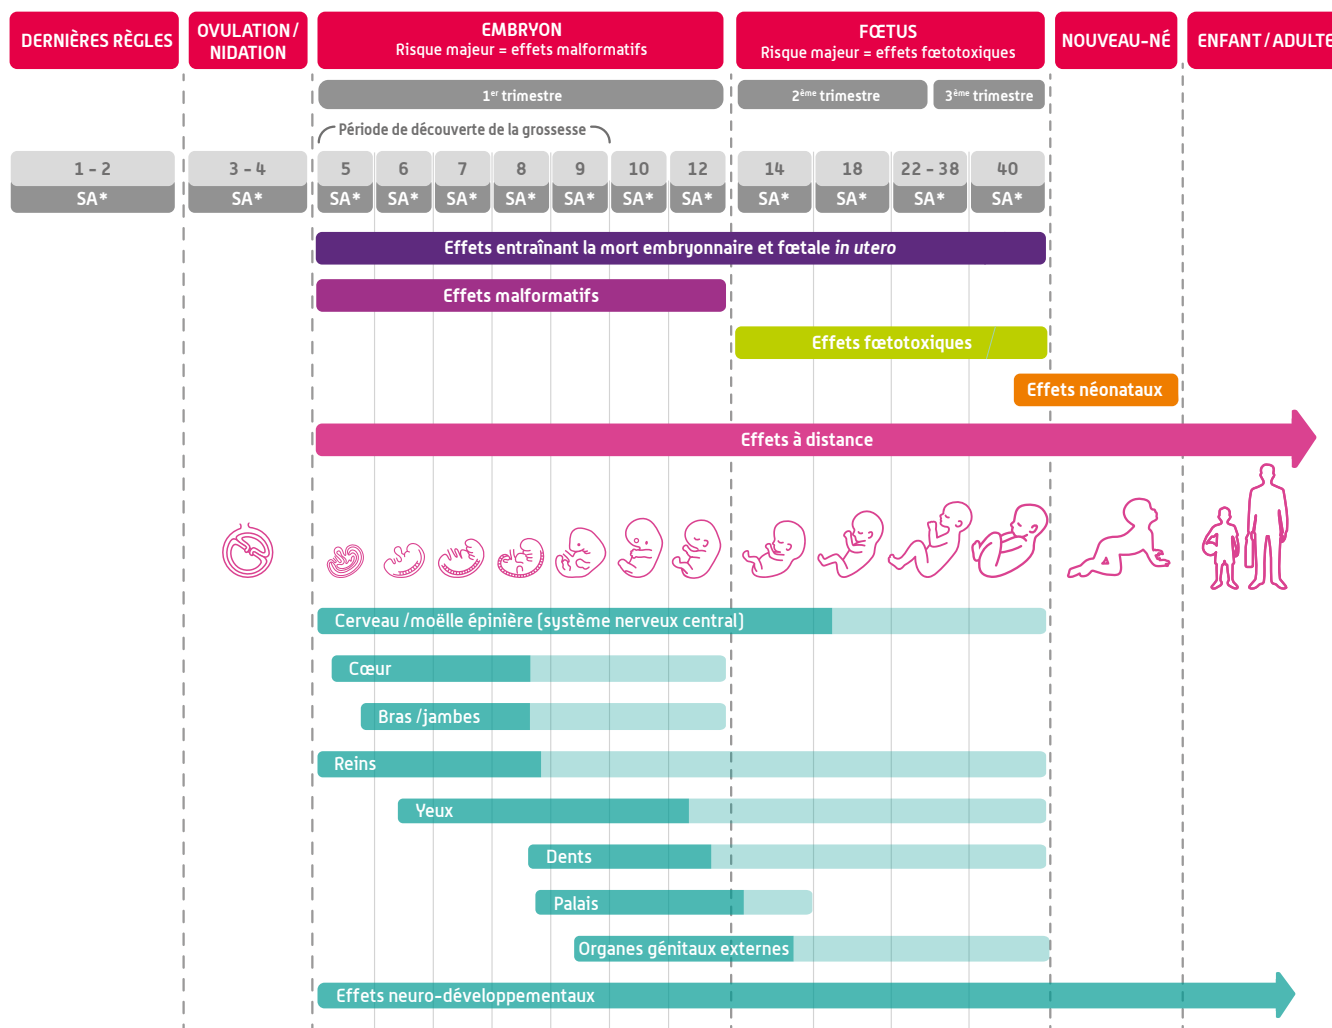 DERNIÈRES RÈGLES
OVULATION /
NIDATION
EMBRYON
Risque majeur = effets malformatifs
FŒTUS
Risque majeur = effets fœtotoxiques
NOUVEAU-NÉ
ENFANT / ADULTE
1er trimestre
2ème trimestre
3ème trimestre
Période de découverte de la grossesse
1 - 2
3 - 4
5
6
7
8
9
10
12
14
18
22 - 38
40
SA*
SA*
SA*
SA*
SA*
SA*
SA*
SA*
SA*
SA*
SA*
SA*
SA*
Effets entraînant la mort embryonnaire et fœtale in utero
Effets malformatifs
Effets fœtotoxiques
Effets néonataux
Effets à distance
Cerveau /moëlle épinière (système nerveux central)
Cœur
Bras /jambes
Reins
Yeux
Dents
Palais
Organes génitaux externes
Effets neuro-développementaux